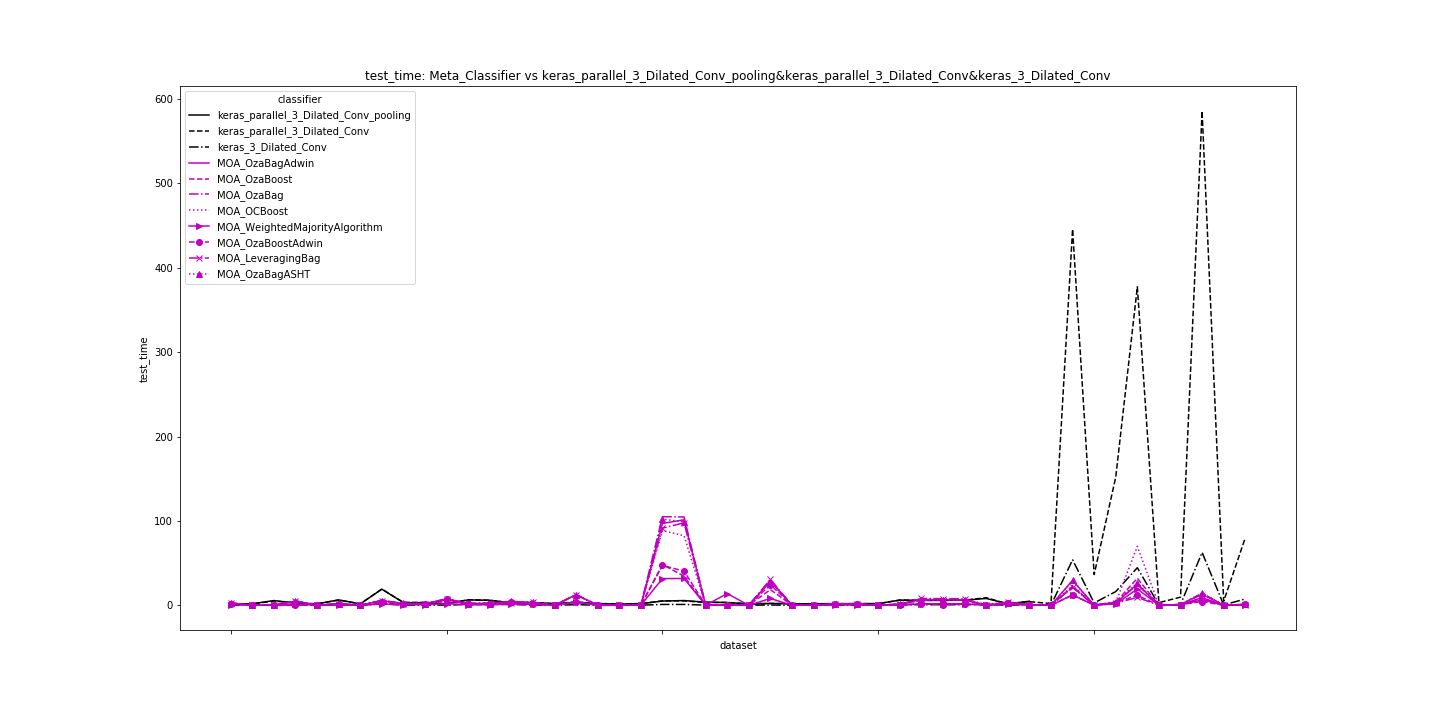 test_time: Meta_Classifier vs keras_parallel_3_Dilated_Conv_pooling&keras_parallel_3_Dilated_Conv&keras_3_Dilated_Conv
600
500
400
300
200
100
0
test_time
classifier
keras_parallel_3_Dilated_Conv_pooling
keras_parallel_3_Dilated_Conv
keras_3_Dilated_Conv
MOA_OzaBagAdwin
MOA_OzaBoost
MOA_OzaBag
MOA_OCBoost
MOA_WeightedMajorityAlgorithm
MOA_OzaBoostAdwin
MOA_LeveragingBag
MOA_OzaBagASHT
dataset